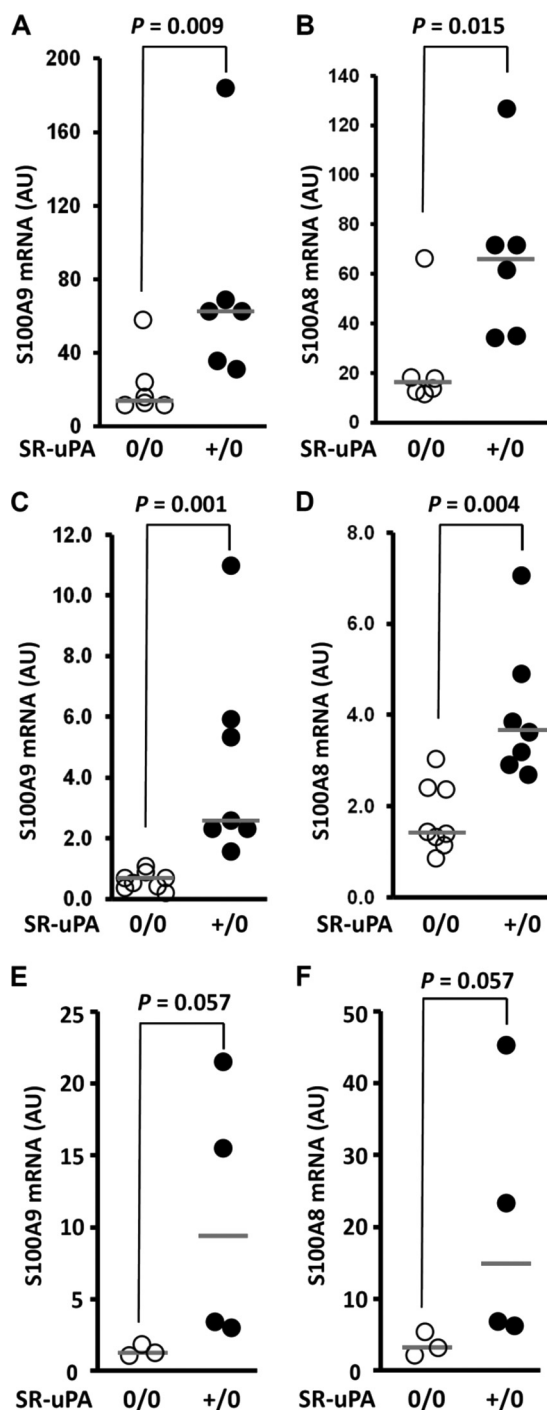 A
P = 0.009
S100A9 mRNA (AU)
200
160
120
80
40
0
SR-uPA 0/0 +/0
B
P = 0.015
S100A8 mRNA (AU)
140
120
100
80
60
40
20
0
SR-uPA 0/0 +/0
C
P = 0.001
S100A9 mRNA (AU)
12.0
10.0
8.0
6.0
4.0
2.0
0.0
SR-uPA 0/0 +/0
D
P = 0.004
S100A8 mRNA (AU)
8.0
6.0
4.0
2.0
0.0
SR-uPA 0/0 +/0
E
P = 0.057
S100A9 mRNA (AU)
25
20
15
10
5
0
SR-uPA 0/0 +/0
F
P = 0.057
S100A8 mRNA (AU)
50
40
30
20
10
0
SR-uPA 0/0 +/0